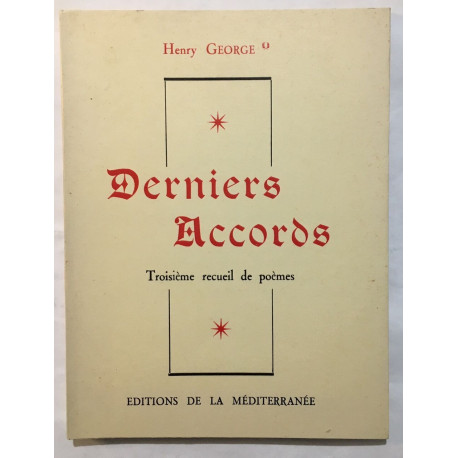 Henry GEORGE
Derniers
Accords
Troisième recueil de poèmes
EDITIONS DE LA MÉDITERRANÉE